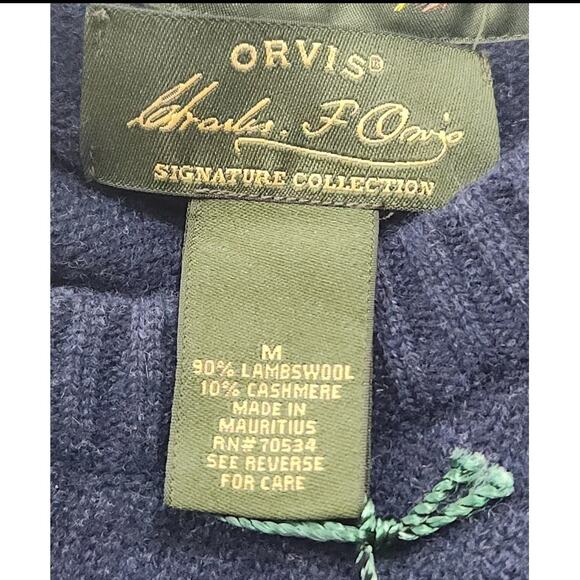 ORVIS®
Charles. F Orvis
SIGNATURE COLLECTION
M
90% LAMBSWOOL
10% CASHMERE
MADE IN
MAURITIUS
RN# 70534
SEE REVERSE
FOR CARE